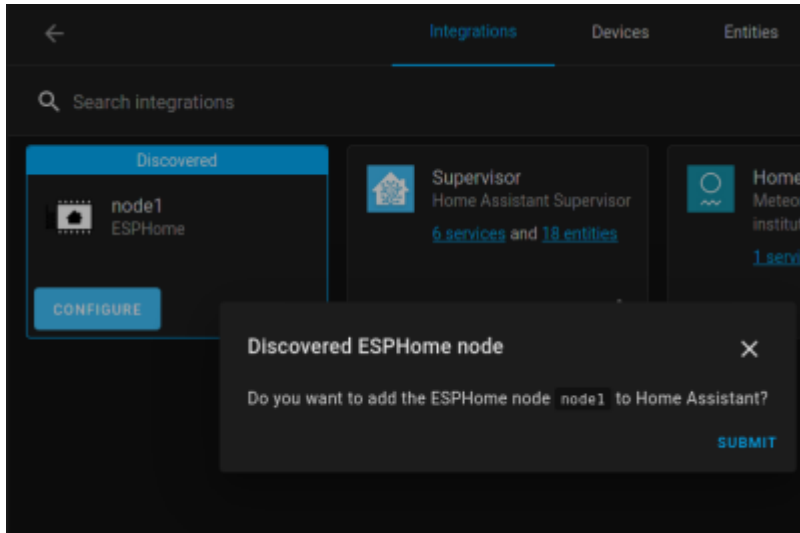 Integrations Devices Entities
Search integrations
Discovered
node1
ESPHome
CONFIGURE
Supervisor
Home Assistant Supervisor
6 services and 18 entities
Home
Meteor
institut
1 servi
Discovered ESPHome node
Do you want to add the ESPHome node node1 to Home Assistant?
SUBMIT